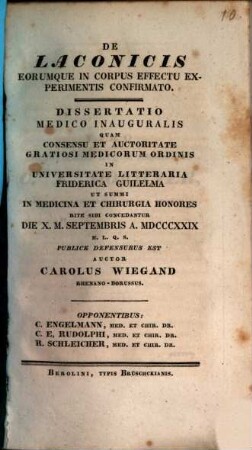 10
DE
LACONICIS
EORUMQUE IN CORPUS EFFECTU EX-
PERIMENTIS CONFIRMATO.
DISSERTATIO
MEDICO INAUGURALIS
QUAM
CONSENSU ET AUCTORITATE
GRATIOSI MEDICORUM ORDINIS
IN
UNIVERSITATE LITTERARIA
FRIDERICA GUILELMA
UT SUMMI
IN MEDICINA ET CHIRURGIA HONORES
RITE SIBI CONCEDANTUR
DIE X. M. SEPTEMBRIS A. MDCCCXXIX
H. L. Q. S.
PUBLICE DEFENSURUS EST
AUCTOR
CAROLUS WIEGAND
RHENANO-BORUSSUS.
OPPONENTIBUS:
C. ENGELMANN, MED. ET CHIR. DR.
C. E. RUDOLPHI, MED. ET CHIR. DR.
R. SCHLEICHER, MED. ET CHIR. DR.
BEROLINI, TYPIS BRÜSCHCKIANIS.